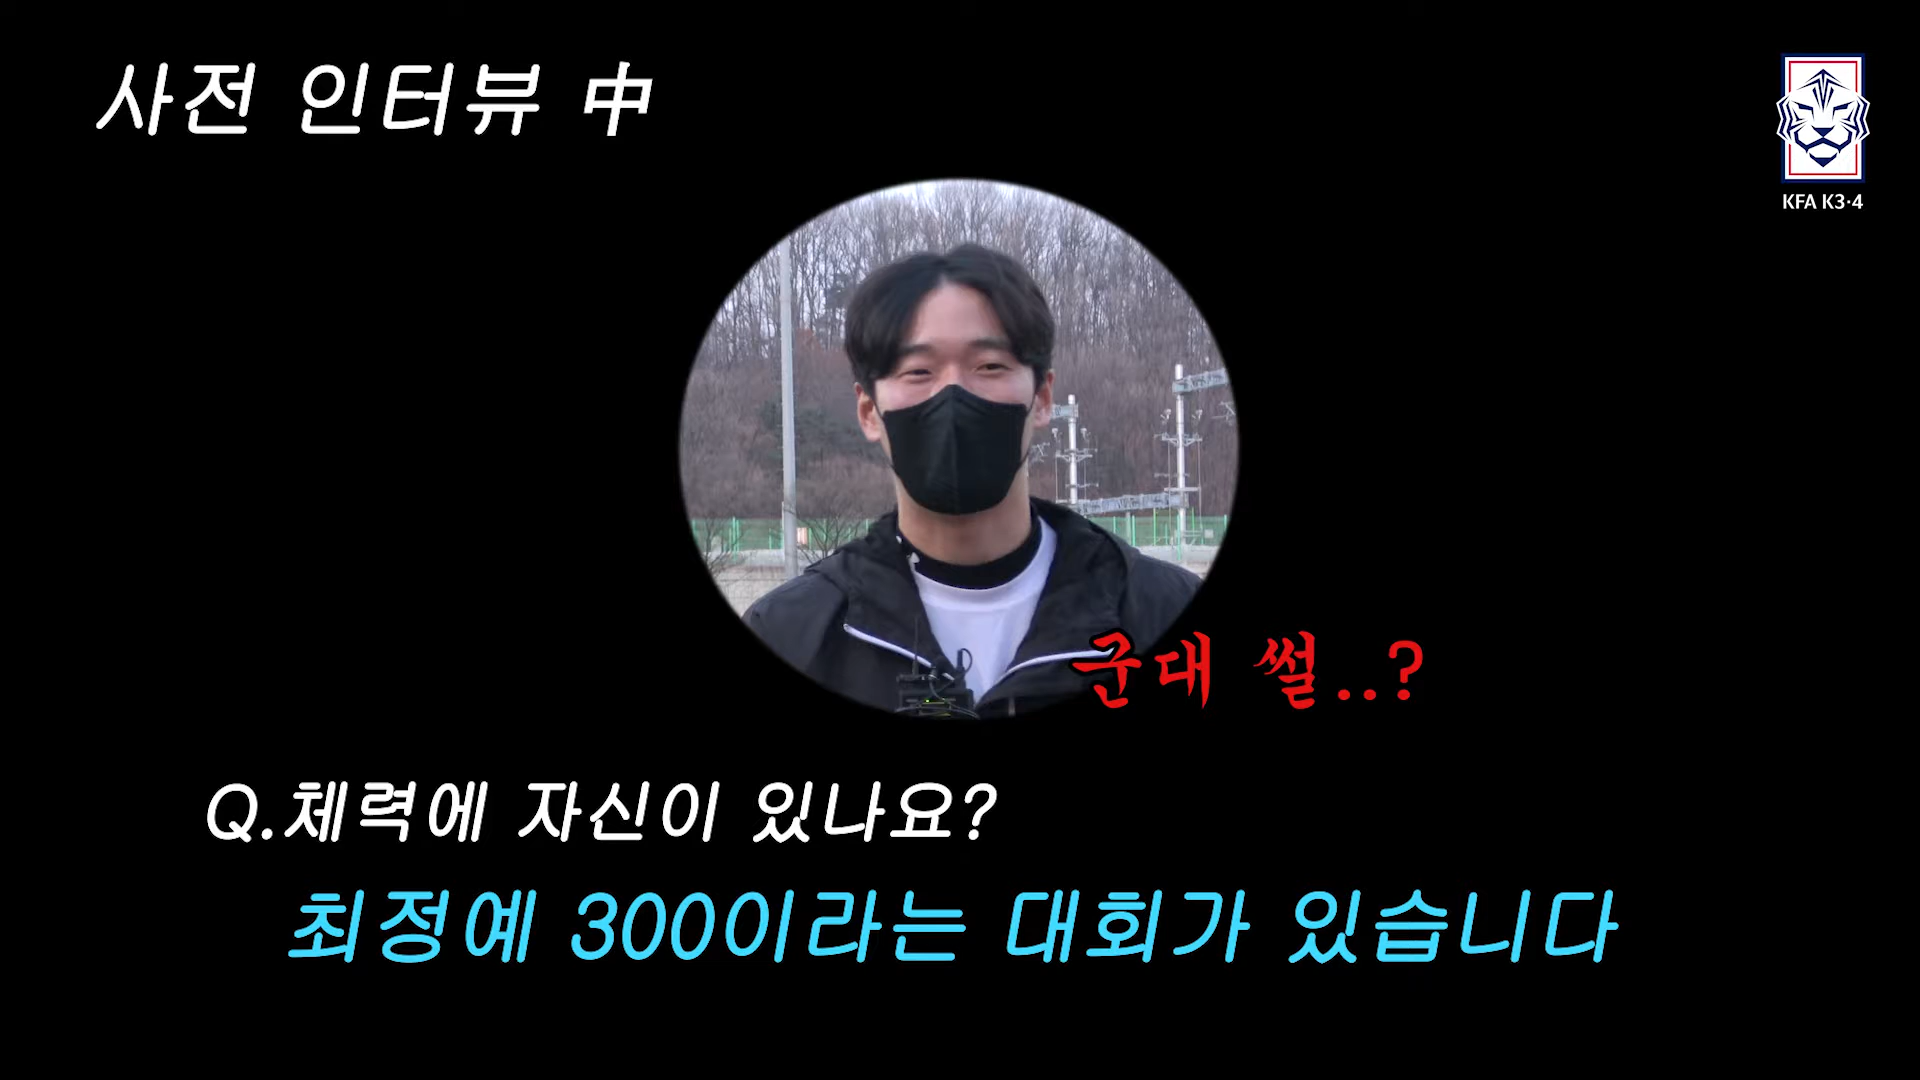 사전 인터뷰 中
KFA K3·4
군대 썰..?
Q.체력에 자신이 있나요?
최정예 300이라는 대회가 있습니다